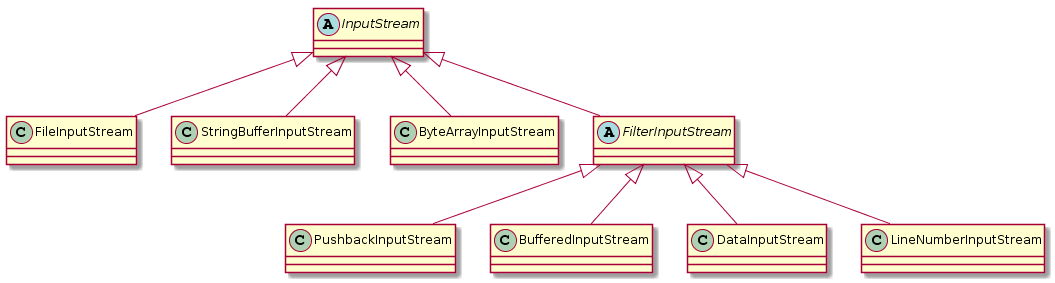 A InputStream
C FileInputStream
C StringBufferInputStream
C ByteArrayInputStream
A FilterInputStream
C PushbackInputStream
C BufferedInputStream
C DataInputStream
C LineNumberInputStream